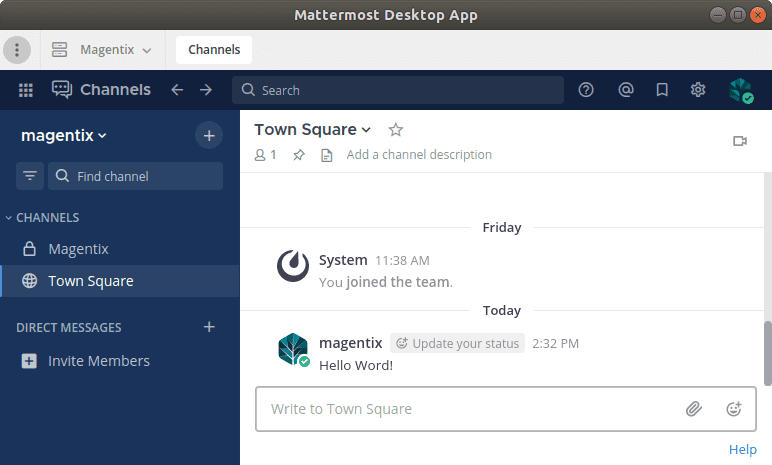 Mattermost Desktop App
Magentix
Channels
Channels
Search
magentix
Town Square
1
Add a channel description
Find channel
CHANNELS
Magentix
Town Square
DIRECT MESSAGES
Invite Members
Friday
System 11:38 AM
You joined the team.
Today
magentix Update your status 2:32 PM
Hello Word!
Write to Town Square
Help